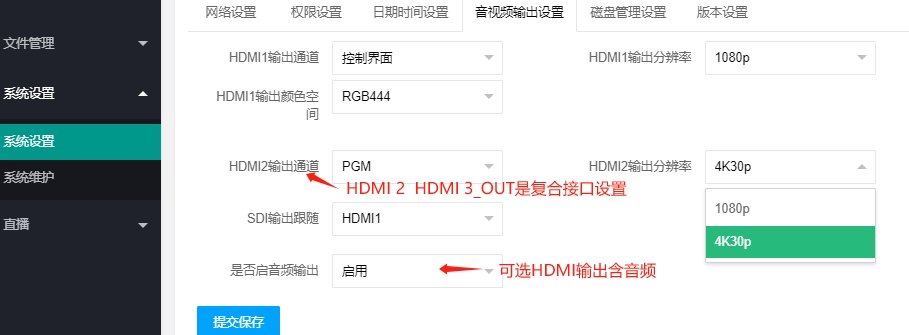 网络设置 权限设置 日期时间设置 音视频输出设置 磁盘管理设置 版本设置
文件管理
系统设置
系统设置
系统维护
直播
HDMI1输出通道 控制界面 HDMI1输出分辨率 1080p
HDMI1输出颜色空间 RGB444
HDMI2输出通道 PGM HDMI2输出分辨率 4K30p
HDMI 2 HDMI 3_OUT是复合接口设置
1080p
4K30p
SDI输出跟随 HDMI1
是否启音频输出 启用 可选HDMI输出含音频
提交保存